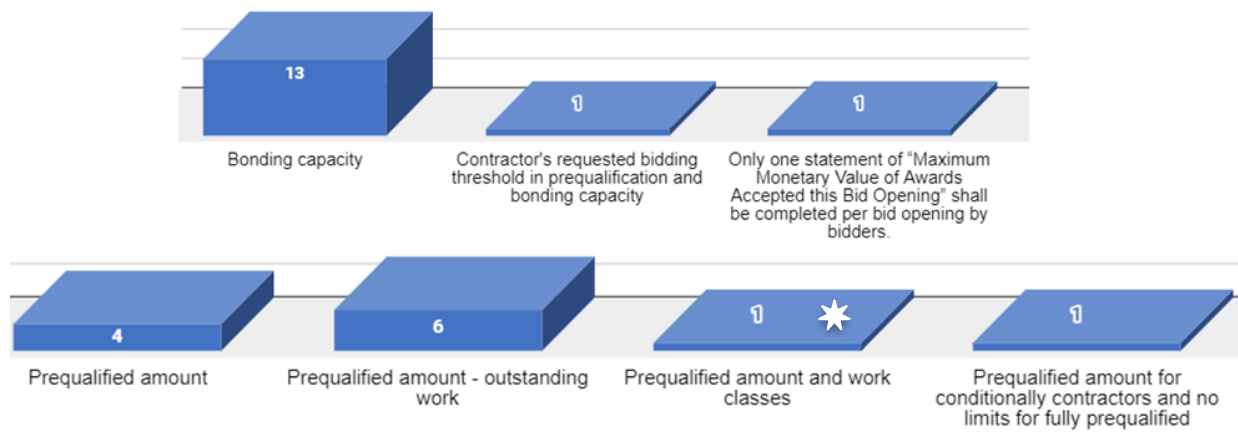 13
1
1
Bonding capacity
Contractor's requested bidding
threshold in prequalification and
bonding capacity
Only one statement of “Maximum
Monetary Value of Awards
Accepted this Bid Opening” shall
be completed per bid opening by
bidders.
4
6
1
1
Prequalified amount
Prequalified amount - outstanding
work
Prequalified amount and work
classes
Prequalified amount for
conditionally contractors and no
limits for fully prequalified